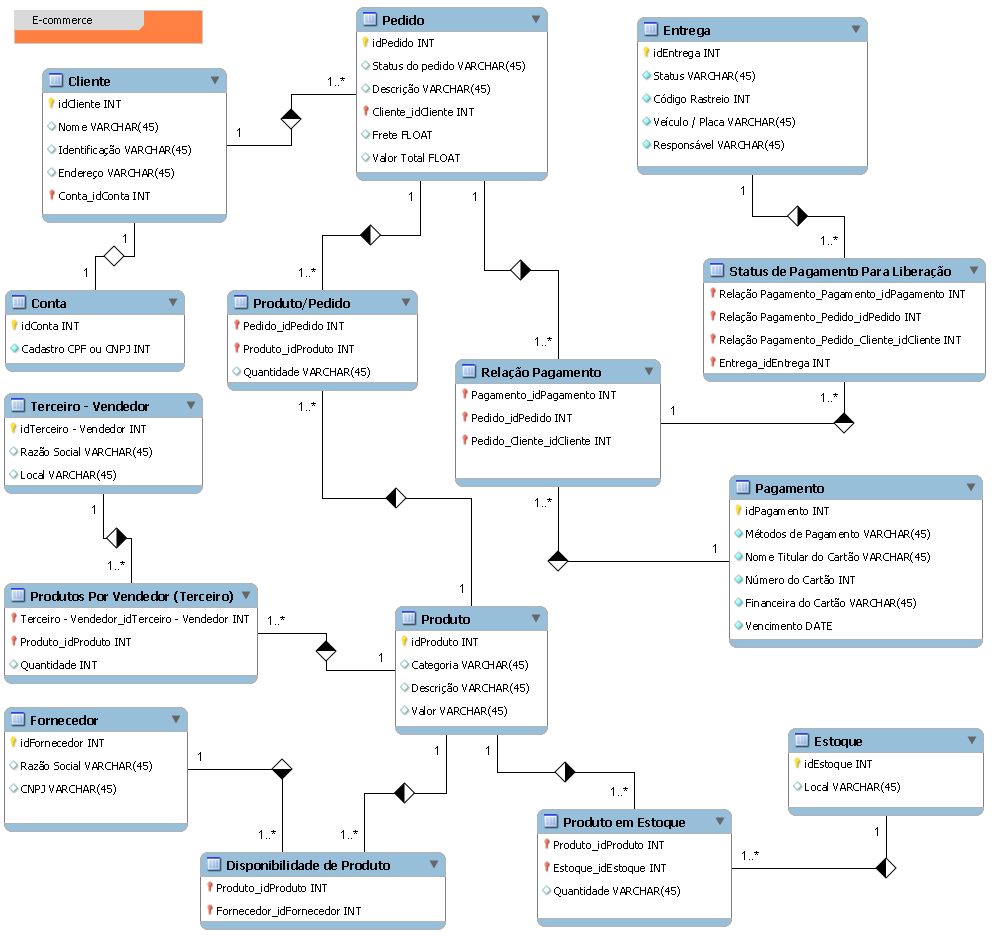 E-commerce
Pedido
idPedido INT
Status do pedido VARCHAR(45)
Descrição VARCHAR(45)
Cliente_idCliente INT
Frete FLOAT
Valor Total FLOAT
Entrega
idEntrega INT
Status VARCHAR(45)
Código Rastreio INT
Veículo / Placa VARCHAR(45)
Responsável VARCHAR(45)
Cliente
idCliente INT
Nome VARCHAR(45)
Identificação VARCHAR(45)
Endereço VARCHAR(45)
Conta_idConta INT
1
1..*
1
1
1
1..*
1
1..*
1
1..*
Conta
idConta INT
Cadastro CPF ou CNPJ INT
Produto/Pedido
Pedido_idPedido INT
Produto_idProduto INT
Quantidade VARCHAR(45)
Status de Pagamento Para Liberação
Relação Pagamento_Pagamento_idPagamento INT
Relação Pagamento_Pedido_idPedido INT
Relação Pagamento_Pedido_Cliente_idCliente INT
Entrega_idEntrega INT
Relação Pagamento
Pagamento_idPagamento INT
Pedido_idPedido INT
Pedido_Cliente_idCliente INT
1
1..*
Terceiro - Vendedor
idTerceiro - Vendedor INT
Razão Social VARCHAR(45)
Local VARCHAR(45)
1..*
1
1..*
1
1
1..*
Pagamento
idPagamento INT
Métodos de Pagamento VARCHAR(45)
Nome Titular do Cartão VARCHAR(45)
Número do Cartão INT
Financeira do Cartão VARCHAR(45)
Vencimento DATE
Produtos Por Vendedor (Terceiro)
Terceiro - Vendedor_idTerceiro - Vendedor INT
Produto_idProduto INT
Quantidade INT
1..*
1
Produto
idProduto INT
Categoria VARCHAR(45)
Descrição VARCHAR(45)
Valor VARCHAR(45)
Fornecedor
idFornecedor INT
Razão Social VARCHAR(45)
CNPJ VARCHAR(45)
1
1..*
1
1..*
1
1..*
Estoque
idEstoque INT
Local VARCHAR(45)
1
1..*
Produto em Estoque
Produto_idProduto INT
Estoque_idEstoque INT
Quantidade VARCHAR(45)
Disponibilidade de Produto
Produto_idProduto INT
Fornecedor_idFornecedor INT